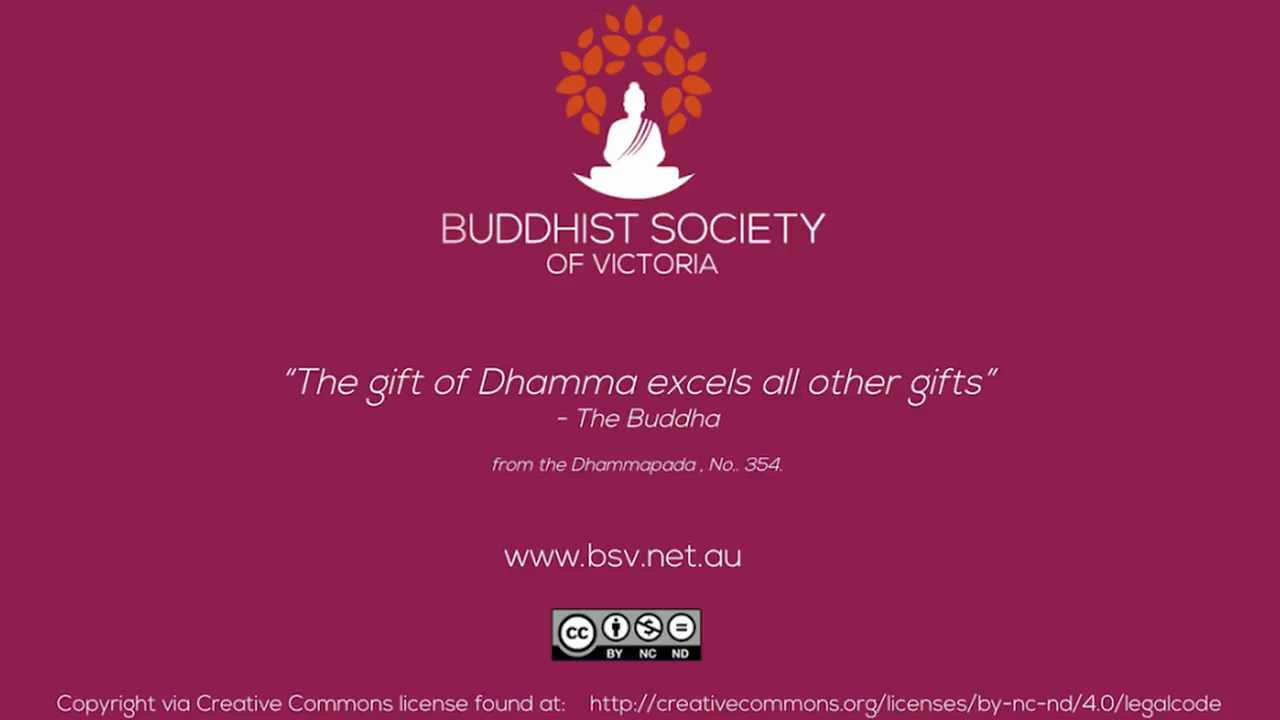 BUDDHIST SOCIETY
OF VICTORIA
“The gift of Dhamma excels all other gifts”
- The Buddha
from the Dhammapada , No.. 354.
www.bsv.net.au
cc
BY NC ND
Copyright via Creative Commons license found at: http://creativecommons.org/licenses/by-nc-nd/4.0/legalcode